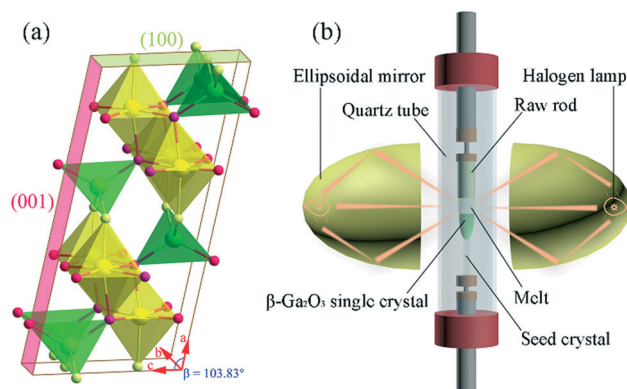 (a)
(100)
(001)
a
b
c
β = 103.83°
(b)
Ellipsoidal mirror
Halogen lamp
Quartz tube
Raw rod
β-Ga₂O₃ single crystal
Melt
Seed crystal